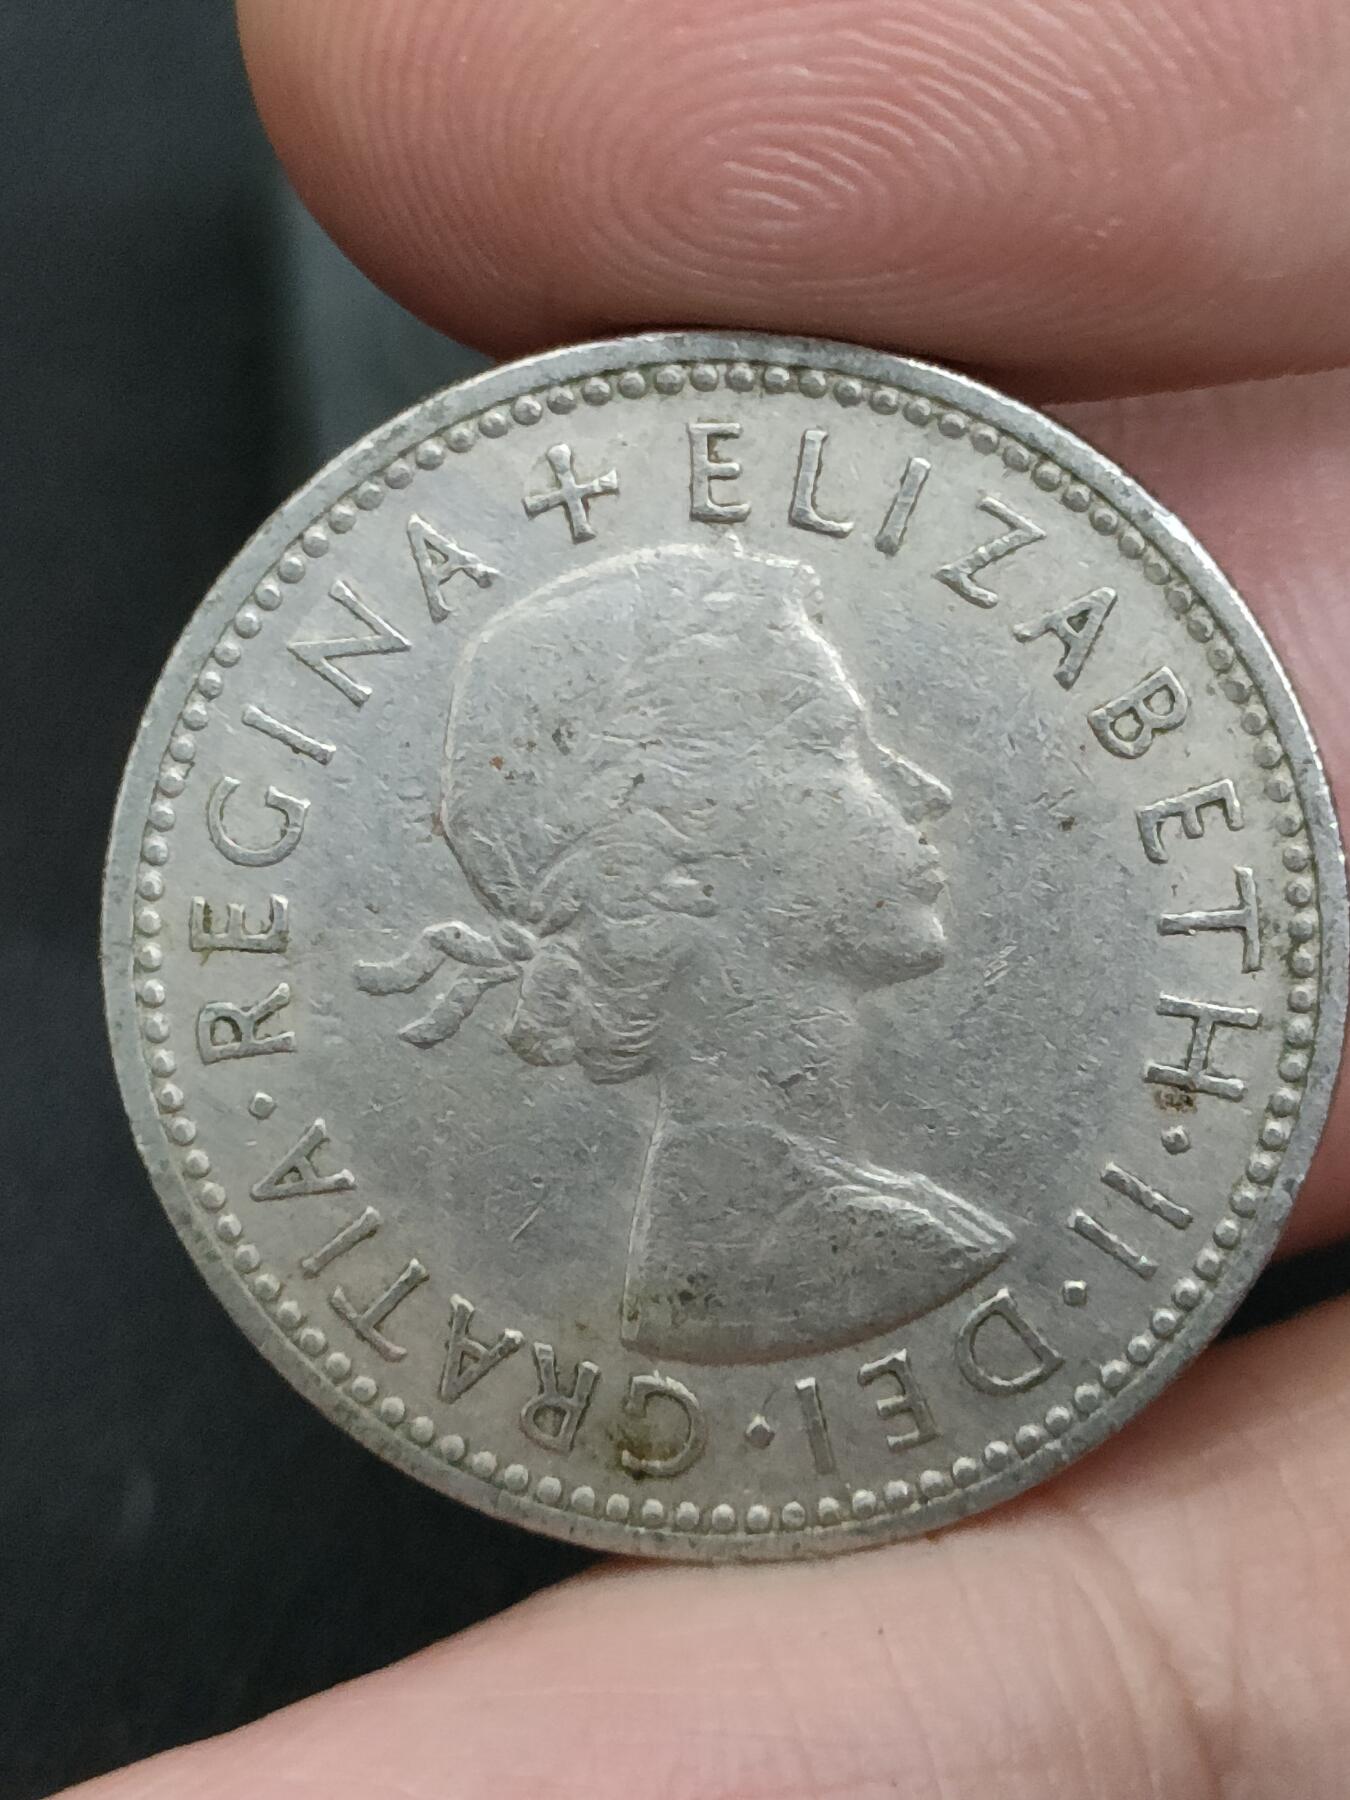 + ELIZABETH · II · DEI · GRATIA · REGINA